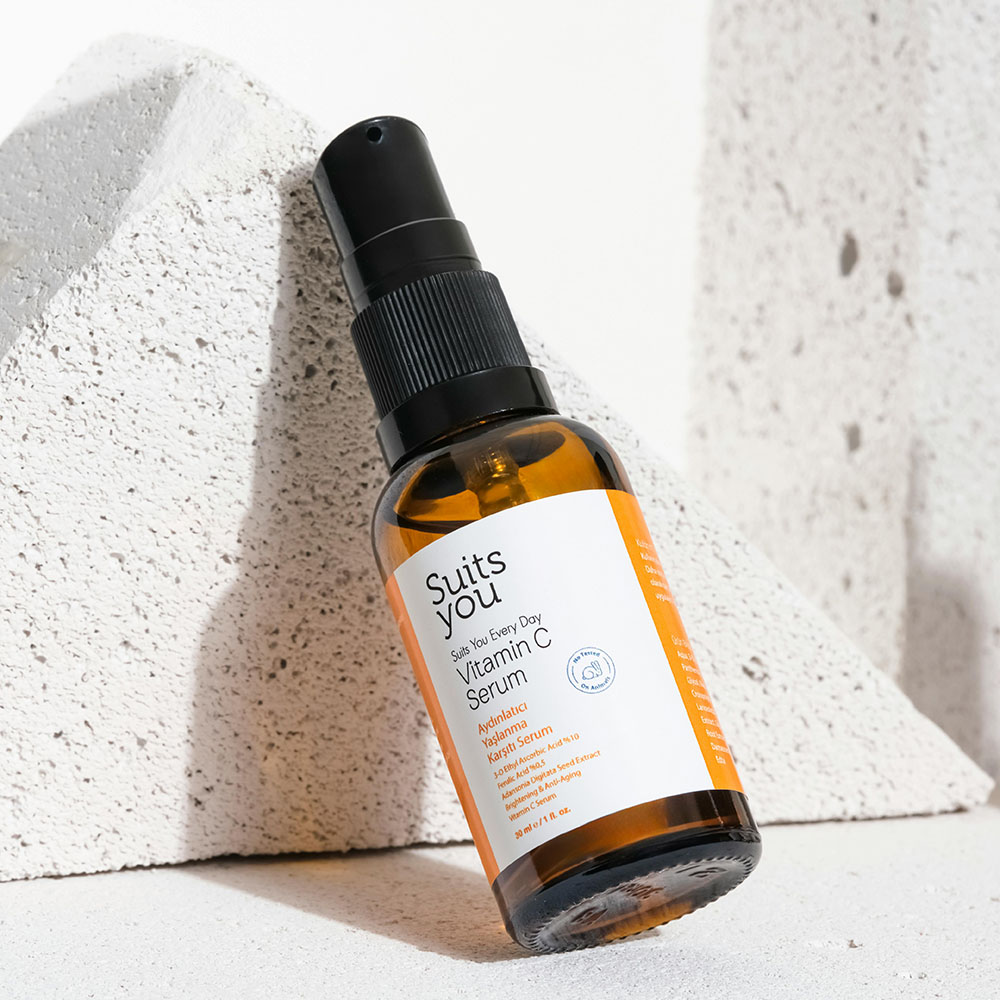 Suits
you
Suits You Every Day
Vitamin C
Serum
No Tested
On Animals
Aydınlatıcı
Yaşlanma
Karşıtı Serum
3-O Ethyl Ascorbic Acid %10
Ferulic Acid %0,5
Adansonia Digitata Seed Extract
Brightening & Anti-Aging
Vitamin C Serum
30 ml ℮ / 1 fl. oz.